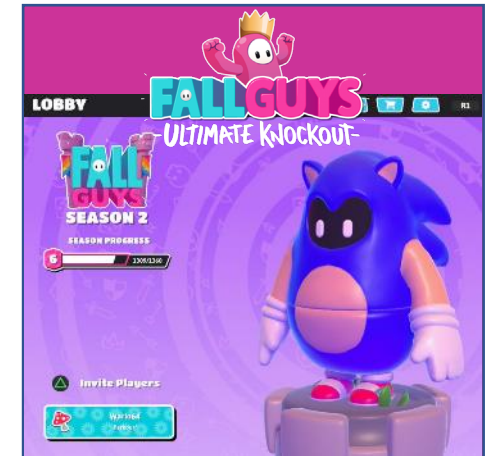 FALL GUYS
ULTIMATE KNOCKOUT
LOBBY
R1
FALL
GUYS
SEASON 2
SEASON PROGRESS
6
Invite Players